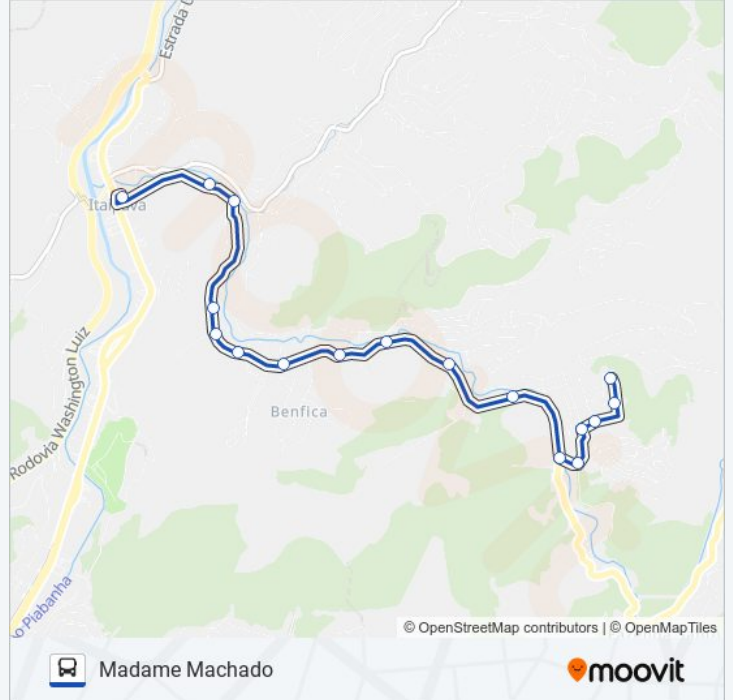 Estrada U
Itaipava
Rodovia Washington Luiz
Benfica
o Piabanha
© OpenStreetMap contributors | © OpenMapTiles
Madame Machado
moovit